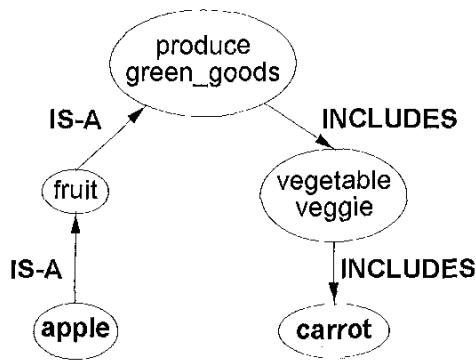 produce
green_goods
IS-A
INCLUDES
fruit
vegetable
veggie
IS-A
INCLUDES
apple
carrot